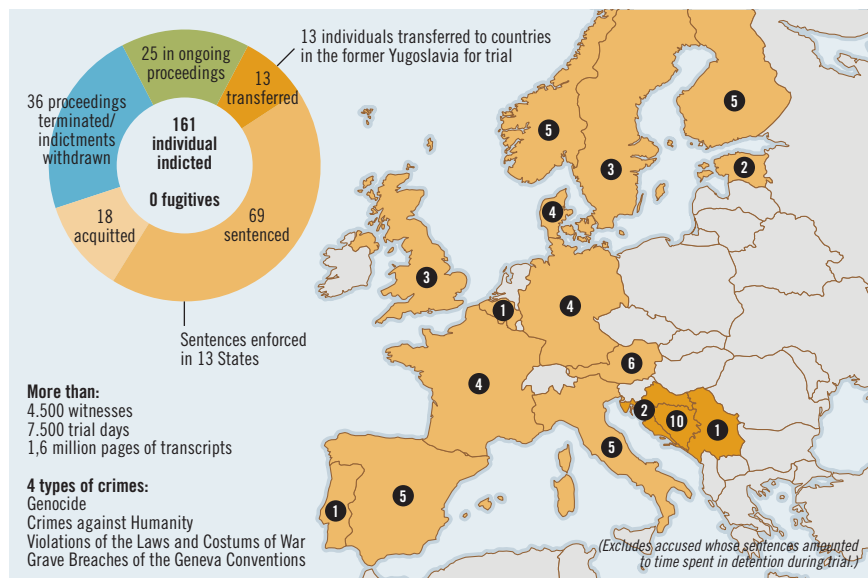 13 individuals transferred to countries
in the former Yugoslavia for trial
25 in ongoing
proceedings
13
transferred
36 proceedings
terminated/
indictments
withdrawn
161
individual
indicted
0 fugitives
18
acquitted
69
sentenced
Sentences enforced
in 13 States
More than:
4.500 witnesses
7.500 trial days
1,6 million pages of transcripts
4 types of crimes:
Genocide
Crimes against Humanity
Violations of the Laws and Costums of War
Grave Breaches of the Geneva Conventions
5
5
3
2
4
3
4
1
6
4
2
10
1
5
5
1
(Excludes accused whose sentences amounted
to time spent in detention during trial.)